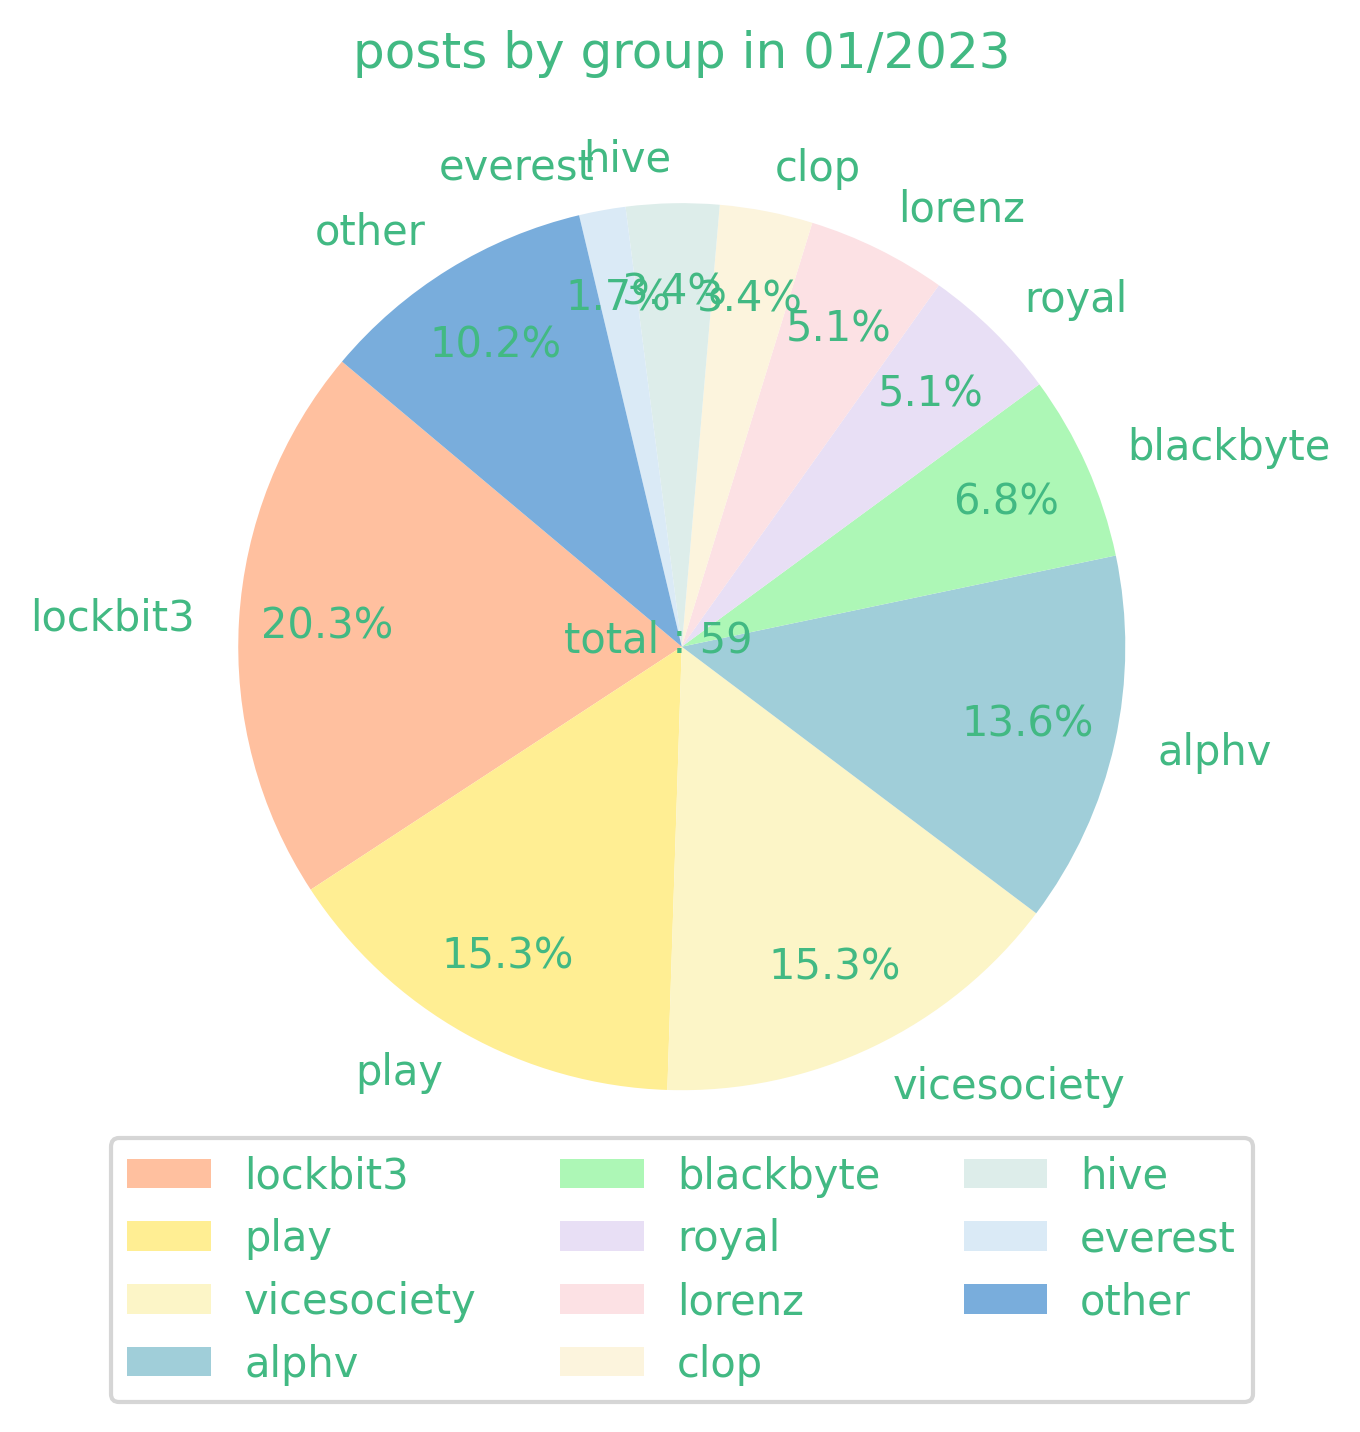 posts by group in 01/2023
hive
everest
clop
lorenz
other
royal
1.7%
3.4%
3.4%
5.1%
10.2%
5.1%
blackbyte
6.8%
lockbit3
20.3%
total : 59
13.6%
alphv
15.3%
15.3%
play
vicesociety
lockbit3
play
vicesociety
alphv
blackbyte
royal
lorenz
clop
hive
everest
other